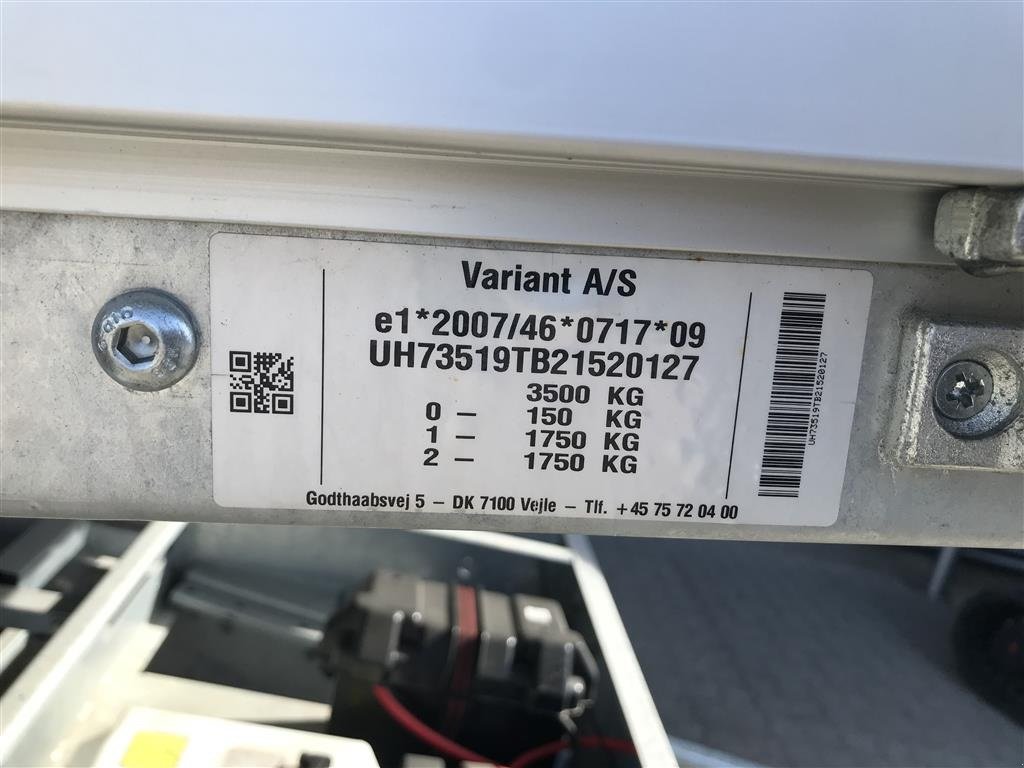 Variant A/S
e1*2007/46*0717*09
UH73519TB21520127
3500 KG
0 – 150 KG
1 – 1750 KG
2 – 1750 KG
Godthaabsvej 5 – DK 7100 Vejle – Tlf. +45 75 72 04 00
UH73519TB21520127